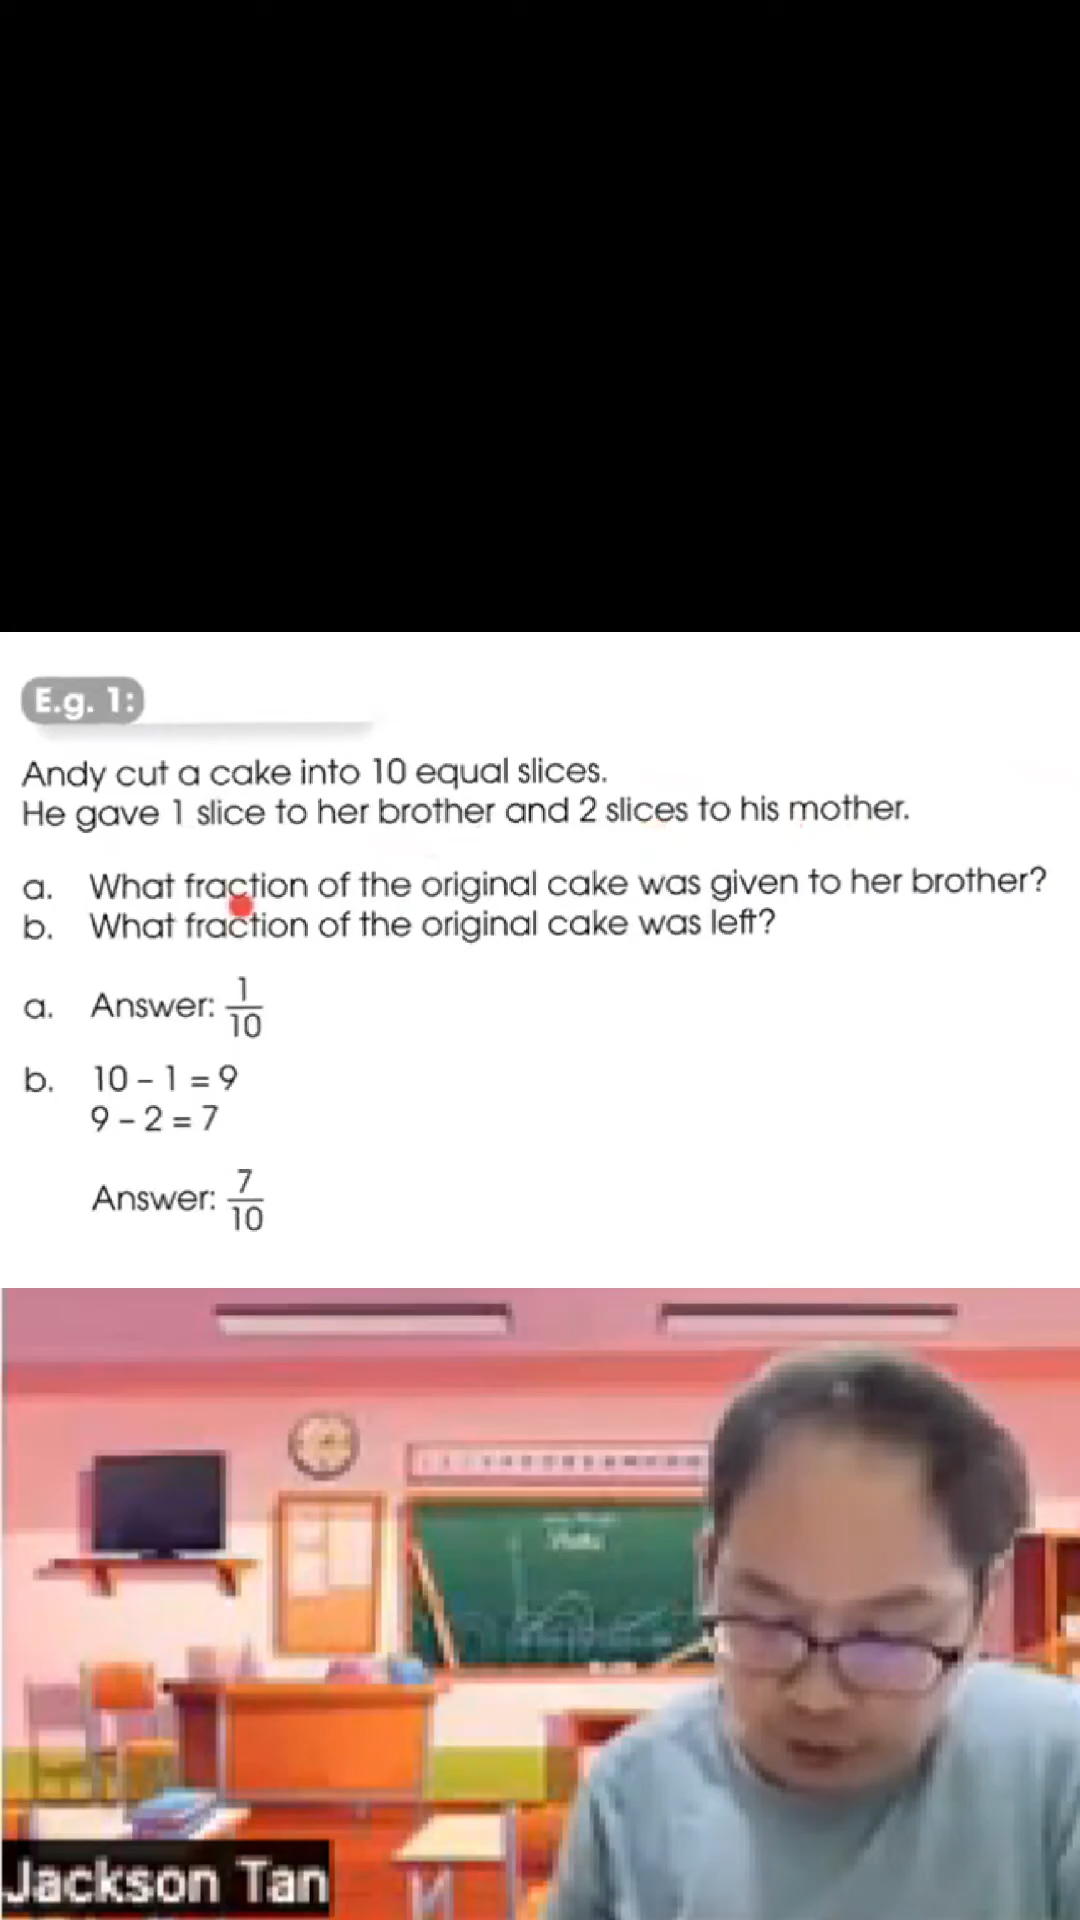 E.g. 1:
Andy cut a cake into 10 equal slices.
He gave 1 slice to her brother and 2 slices to his mother.
a. What fraction of the original cake was given to her brother?
b. What fraction of the original cake was left?
a. Answer: 1/10
b. 10 – 1 = 9
9 – 2 = 7
Answer: 7/10
Jackson Tan